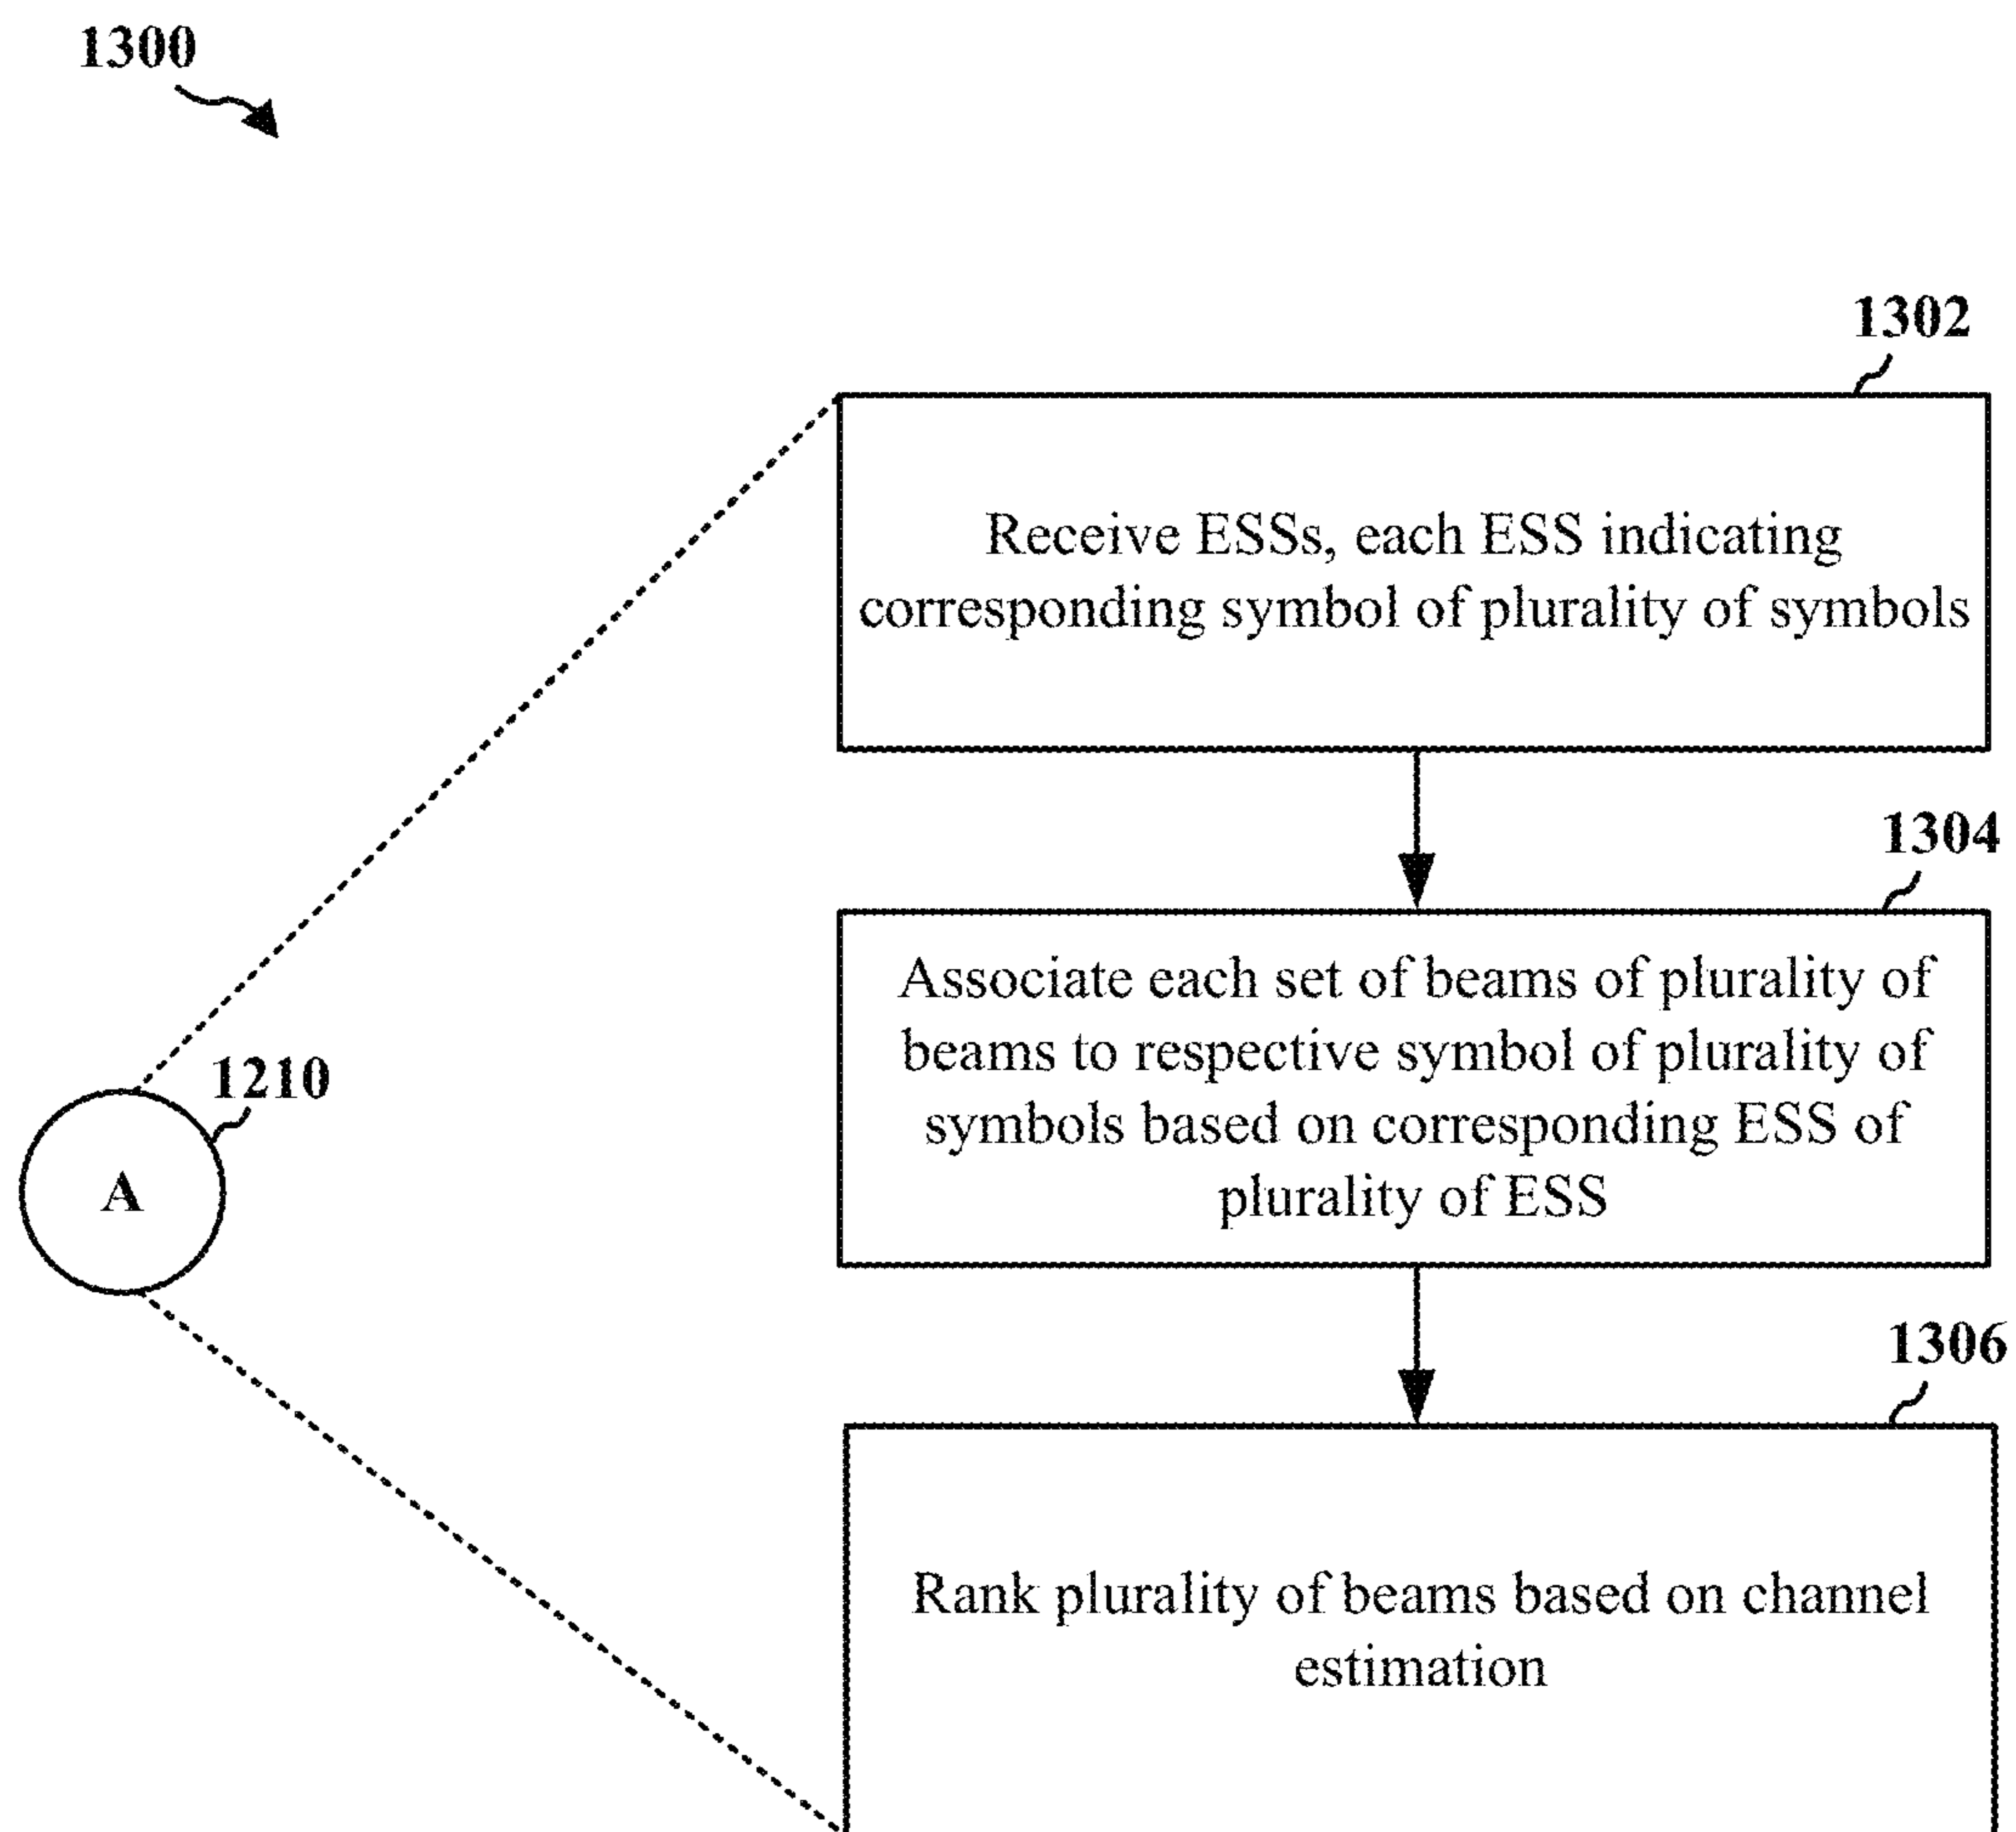 1300
1302
Receive ESSs, each ESS indicating
corresponding symbol of plurality of symbols
1304
Associate each set of beams of plurality of
beams to respective symbol of plurality of
symbols based on corresponding ESS of
plurality of ESS
1210
A
1306
Rank plurality of beams based on channel
estimation